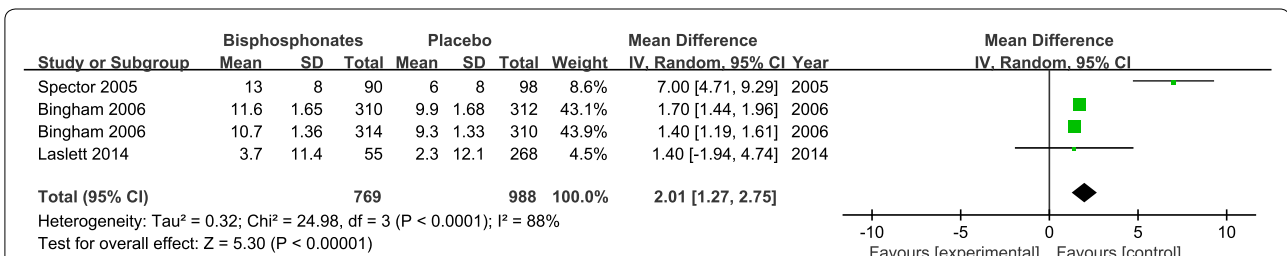 Bisphosphonates Placebo Mean Difference Mean Difference
Study or Subgroup Mean SD Total Mean SD Total Weight IV, Random, 95% CI Year IV, Random, 95% CI
Spector 2005 13 8 90 6 8 98 8.6% 7.00 [4.71, 9.29] 2005
Bingham 2006 11.6 1.65 310 9.9 1.68 312 43.1% 1.70 [1.44, 1.96] 2006
Bingham 2006 10.7 1.36 314 9.3 1.33 310 43.9% 1.40 [1.19, 1.61] 2006
Laslett 2014 3.7 11.4 55 2.3 12.1 268 4.5% 1.40 [-1.94, 4.74] 2014
Total (95% CI) 769 988 100.0% 2.01 [1.27, 2.75]
Heterogeneity: Tau² = 0.32; Chi² = 24.98, df = 3 (P < 0.0001); I² = 88%
Test for overall effect: Z = 5.30 (P < 0.00001)
-10 -5 0 5 10
Favours [experimental] Favours [control]